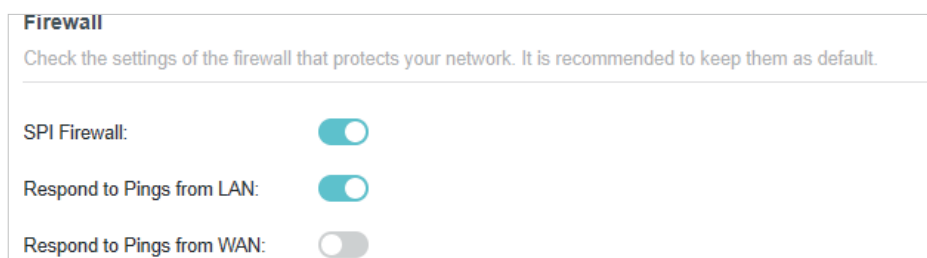 Firewall
Check the settings of the firewall that protects your network. It is recommended to keep them as default.
SPI Firewall:
Respond to Pings from LAN:
Respond to Pings from WAN: